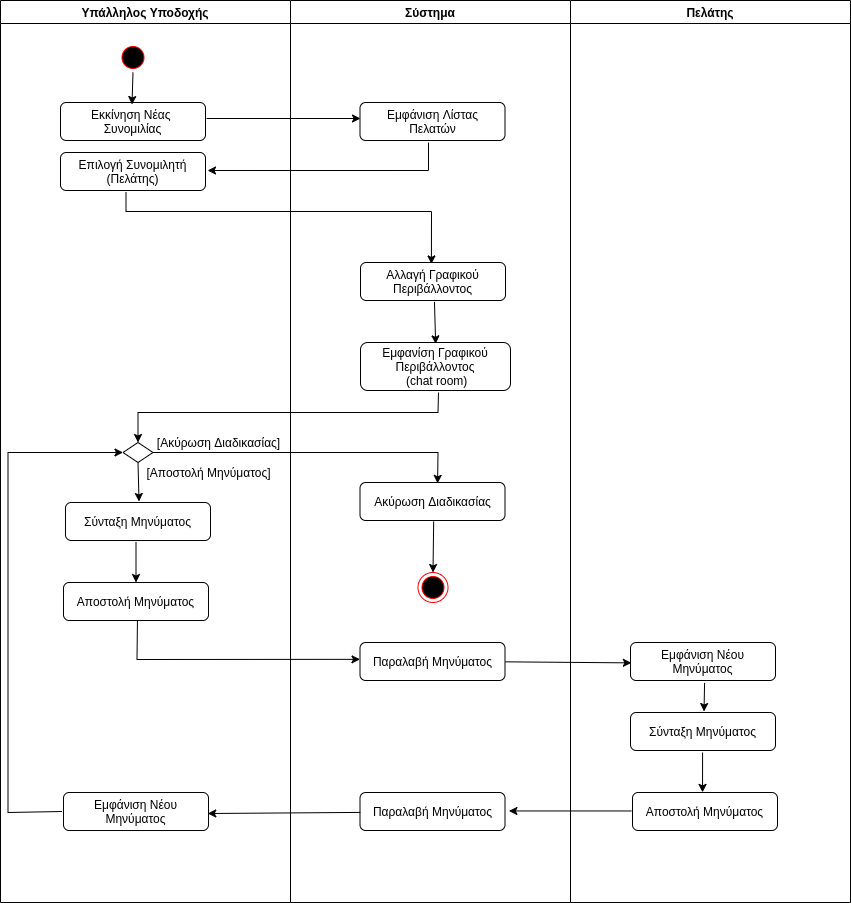 Υπάλληλος Υποδοχής
Σύστημα
Πελάτης
Εκκίνηση Νέας
Συνομιλίας
Εμφάνιση Λίστας
Πελατών
Επιλογή Συνομιλητή
(Πελάτης)
Αλλαγή Γραφικού
Περιβάλλοντος
Εμφανίση Γραφικού
Περιβάλλοντος
(chat room)
[Ακύρωση Διαδικασίας]
[Αποστολή Μηνύματος]
Ακύρωση Διαδικασίας
Σύνταξη Μηνύματος
Αποστολή Μηνύματος
Παραλαβή Μηνύματος
Εμφάνιση Νέου
Μηνύματος
Σύνταξη Μηνύματος
Εμφάνιση Νέου
Μηνύματος
Παραλαβή Μηνύματος
Αποστολή Μηνύματος